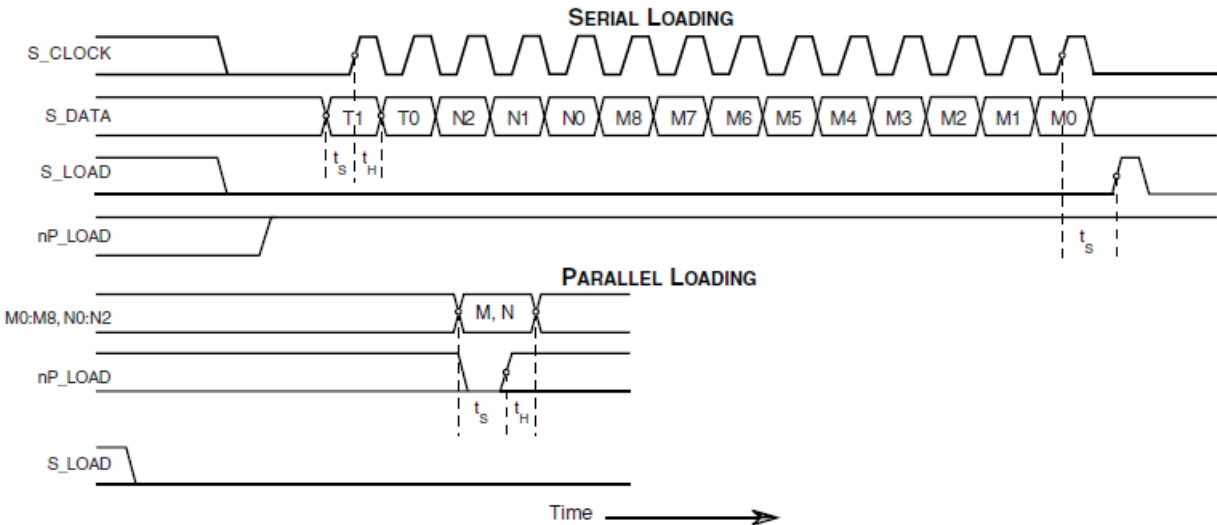 SERIAL LOADING
S_CLOCK
S_DATA T1 T0 N2 N1 N0 M8 M7 M6 M5 M4 M3 M2 M1 M0
tS tH
S_LOAD
nP_LOAD
tS
PARALLEL LOADING
M0:M8, N0:N2 M, N
nP_LOAD
tS tH
S_LOAD
Time